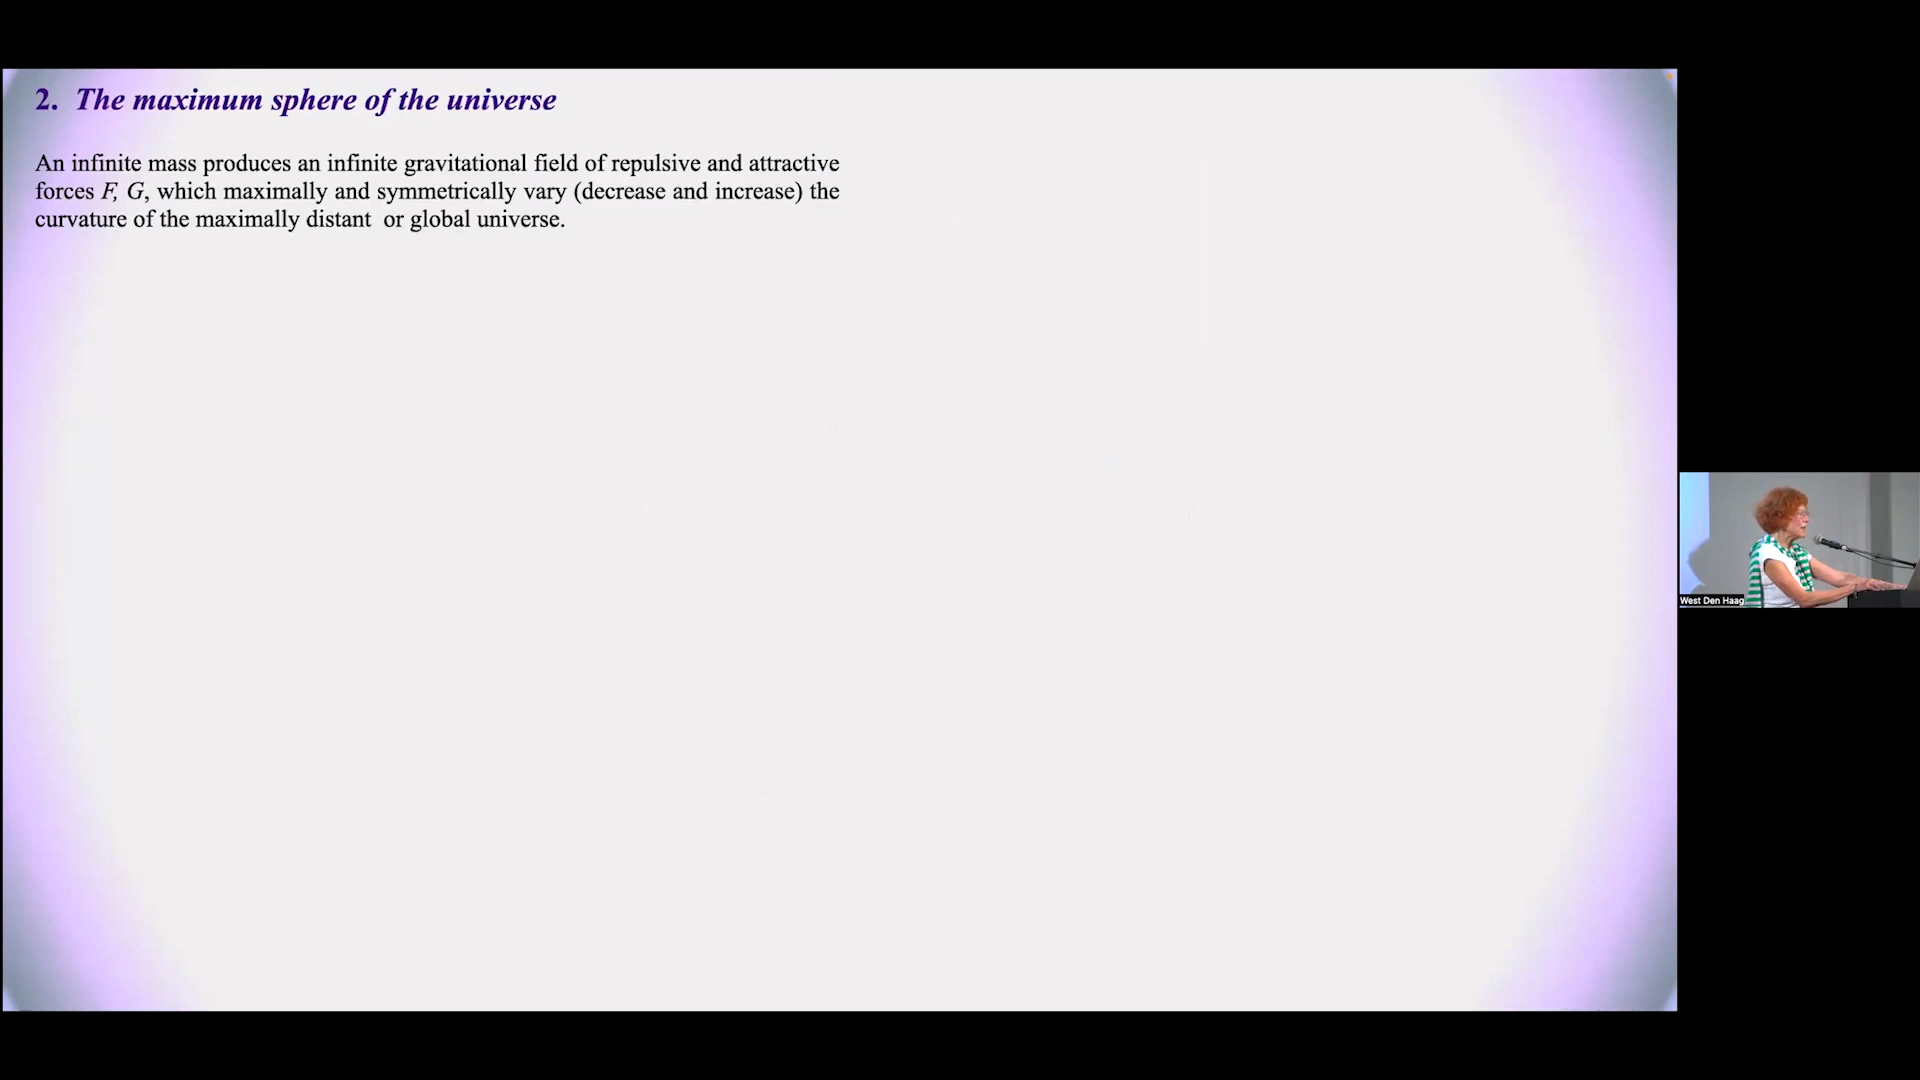 2. The maximum sphere of the universe
An infinite mass produces an infinite gravitational field of repulsive and attractive
forces F, G, which maximally and symmetrically vary (decrease and increase) the
curvature of the maximally distant or global universe.
West Den Haag